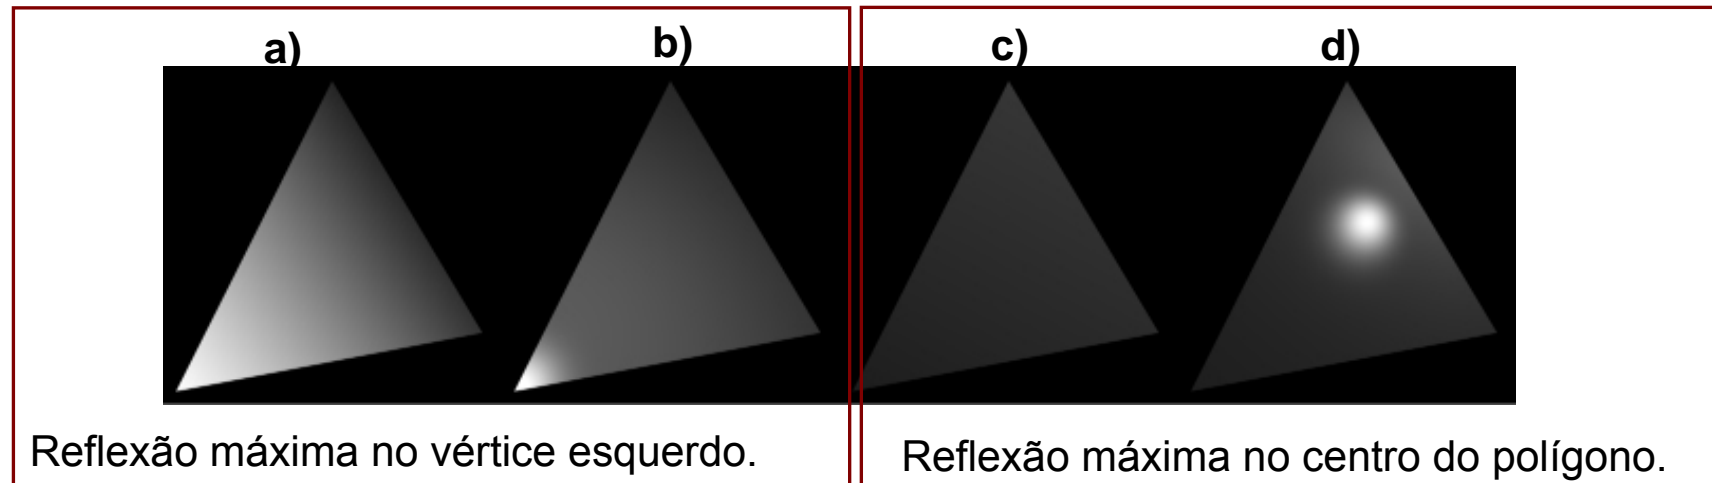 a)
b)
c)
d)
Reflexão máxima no vértice esquerdo.
Reflexão máxima no centro do polígono.